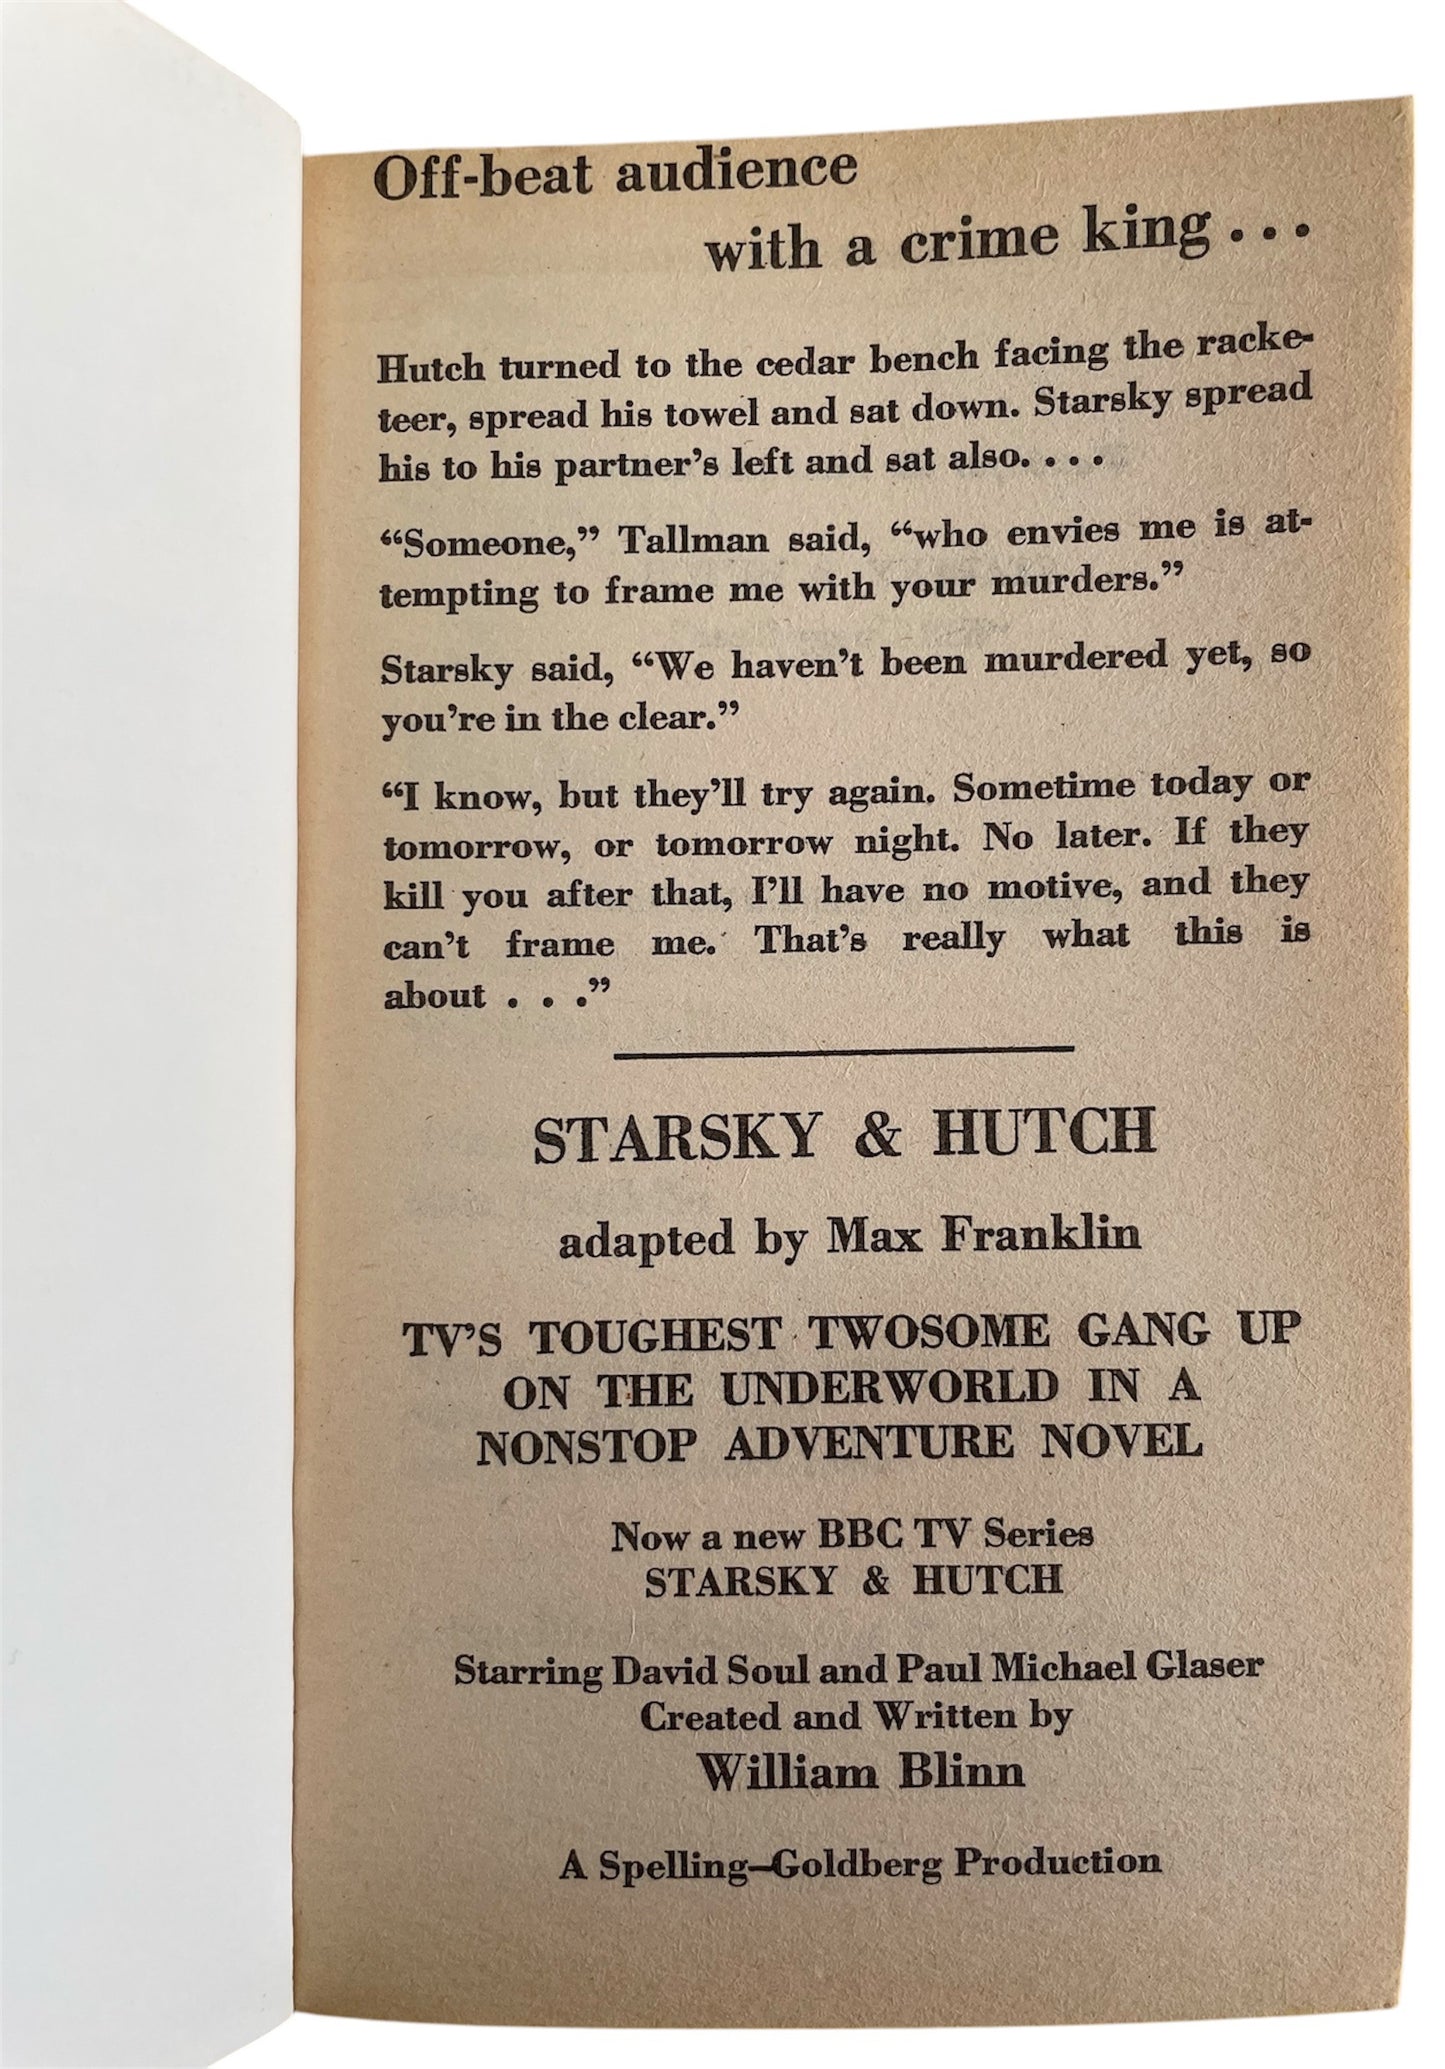 Off-beat audience
with a crime king . . .
Hutch turned to the cedar bench facing the racke-
teer, spread his towel and sat down. Starsky spread
his to his partner's left and sat also. . . .
“Someone,” Tallman said, “who envies me is at-
tempting to frame me with your murders.”
Starsky said, “We haven't been murdered yet, so
you're in the clear.”
“I know, but they'll try again. Sometime today or
tomorrow, or tomorrow night. No later. If they
kill you after that, I'll have no motive, and they
can't frame me. That's really what this is
about . . .”
STARSKY & HUTCH
adapted by Max Franklin
TV'S TOUGHEST TWOSOME GANG UP
ON THE UNDERWORLD IN A
NONSTOP ADVENTURE NOVEL
Now a new BBC TV Series
STARSKY & HUTCH
Starring David Soul and Paul Michael Glaser
Created and Written by
William Blinn
A Spelling–Goldberg Production